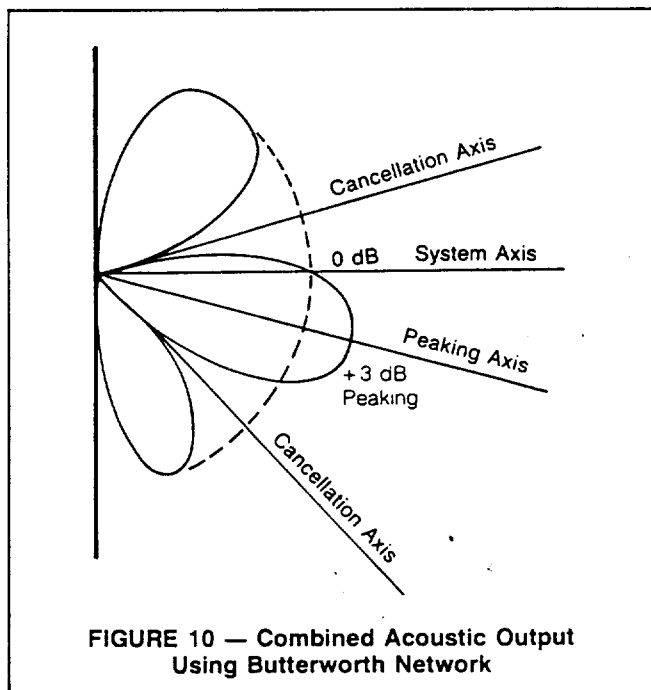 Cancellation Axis
0 dB System Axis
Peaking Axis
+3 dB
Peaking
Cancellation Axis
FIGURE 10 — Combined Acoustic Output
Using Butterworth Network